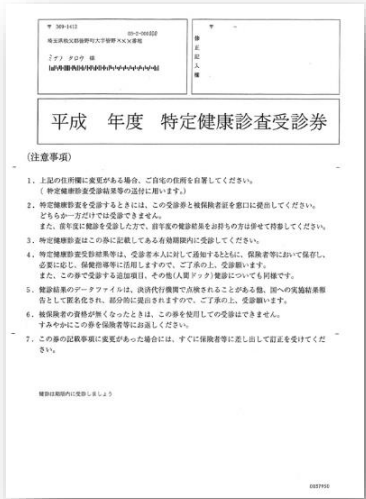 〒 369-1412
埼玉県秩父郡皆野町大字皆野×××番地
ミナノ タロウ 様
〒
修正記入欄
平成　年度　特定健康診査受診券
(注意事項)
1、上記の住所欄に変更がある場合、ご自宅の住所を自署してください。
( 特定健康診査受診結果等の送付に用います。)
2、特定健康診査を受診するときには、この受診券と被保険者証を窓口に提出してください。
どちらか一方だけでは受診できません。
また、前年度に健診を受診した方で、前年度の健診結果をお持ちの方は併せて持参してください。
3、特定健康診査はこの券に記載してある有効期限内に受診してください。
4、特定健康診査受診結果等は、受診者本人に対して通知するとともに、保険者等において保存し、
必要に応じ、保健指導等に活用しますので、ご了承の上、受診願います。
また、この券で受診する追加項目、その他(人間ドック)健診についても同様です。
5、健診結果のデータファイルは、決済代行機関で点検されることがある他、国への実施結果報
告として匿名化され、部分的に提出されますので、ご了承の上、受診願います。
6、被保険者の資格が無くなったときは、この券を使用しての受診はできません。
すみやかにこの券を保険者等にお返しください。
7、この券の記載事項に変更があった場合には、すぐに保険者等に差し出して訂正を受けてくだ
さい。
健診は期限内に受診しましょう